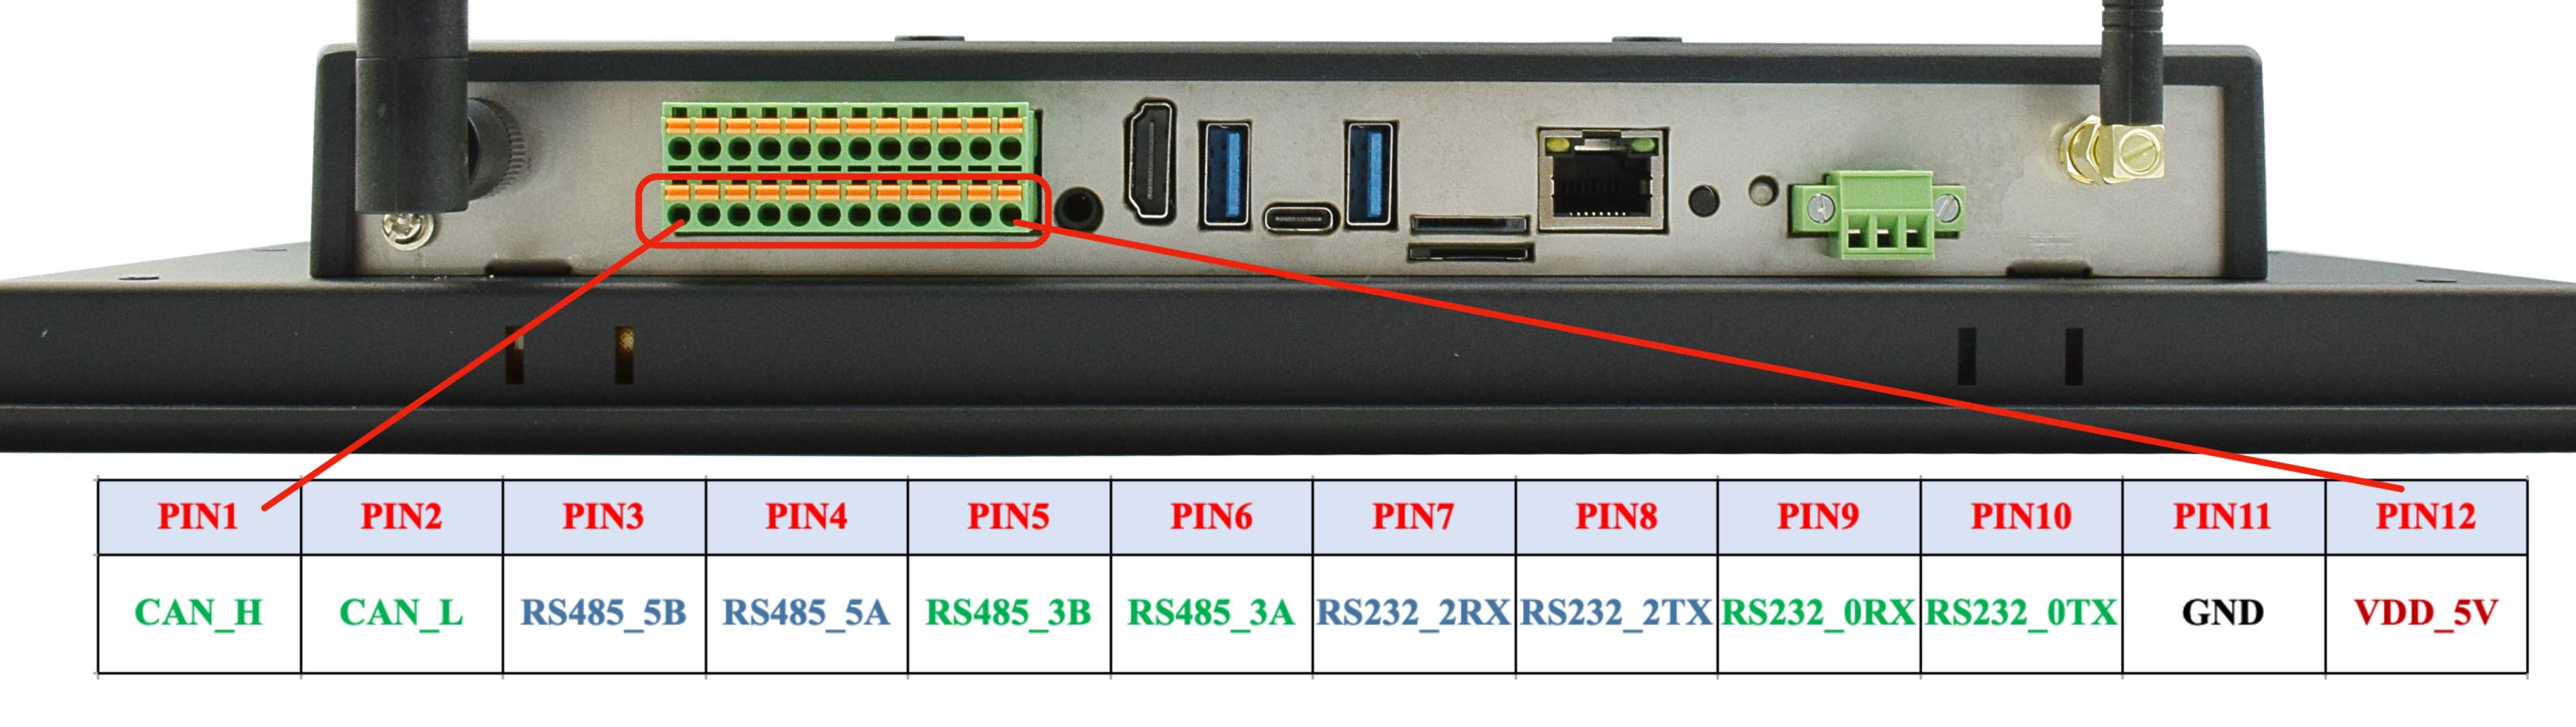 PIN1 PIN2 PIN3 PIN4 PIN5 PIN6 PIN7 PIN8 PIN9 PIN10 PIN11 PIN12
CAN_H CAN_L RS485_5B RS485_5A RS485_3B RS485_3A RS232_2RX RS232_2TX RS232_0RX RS232_0TX GND VDD_5V